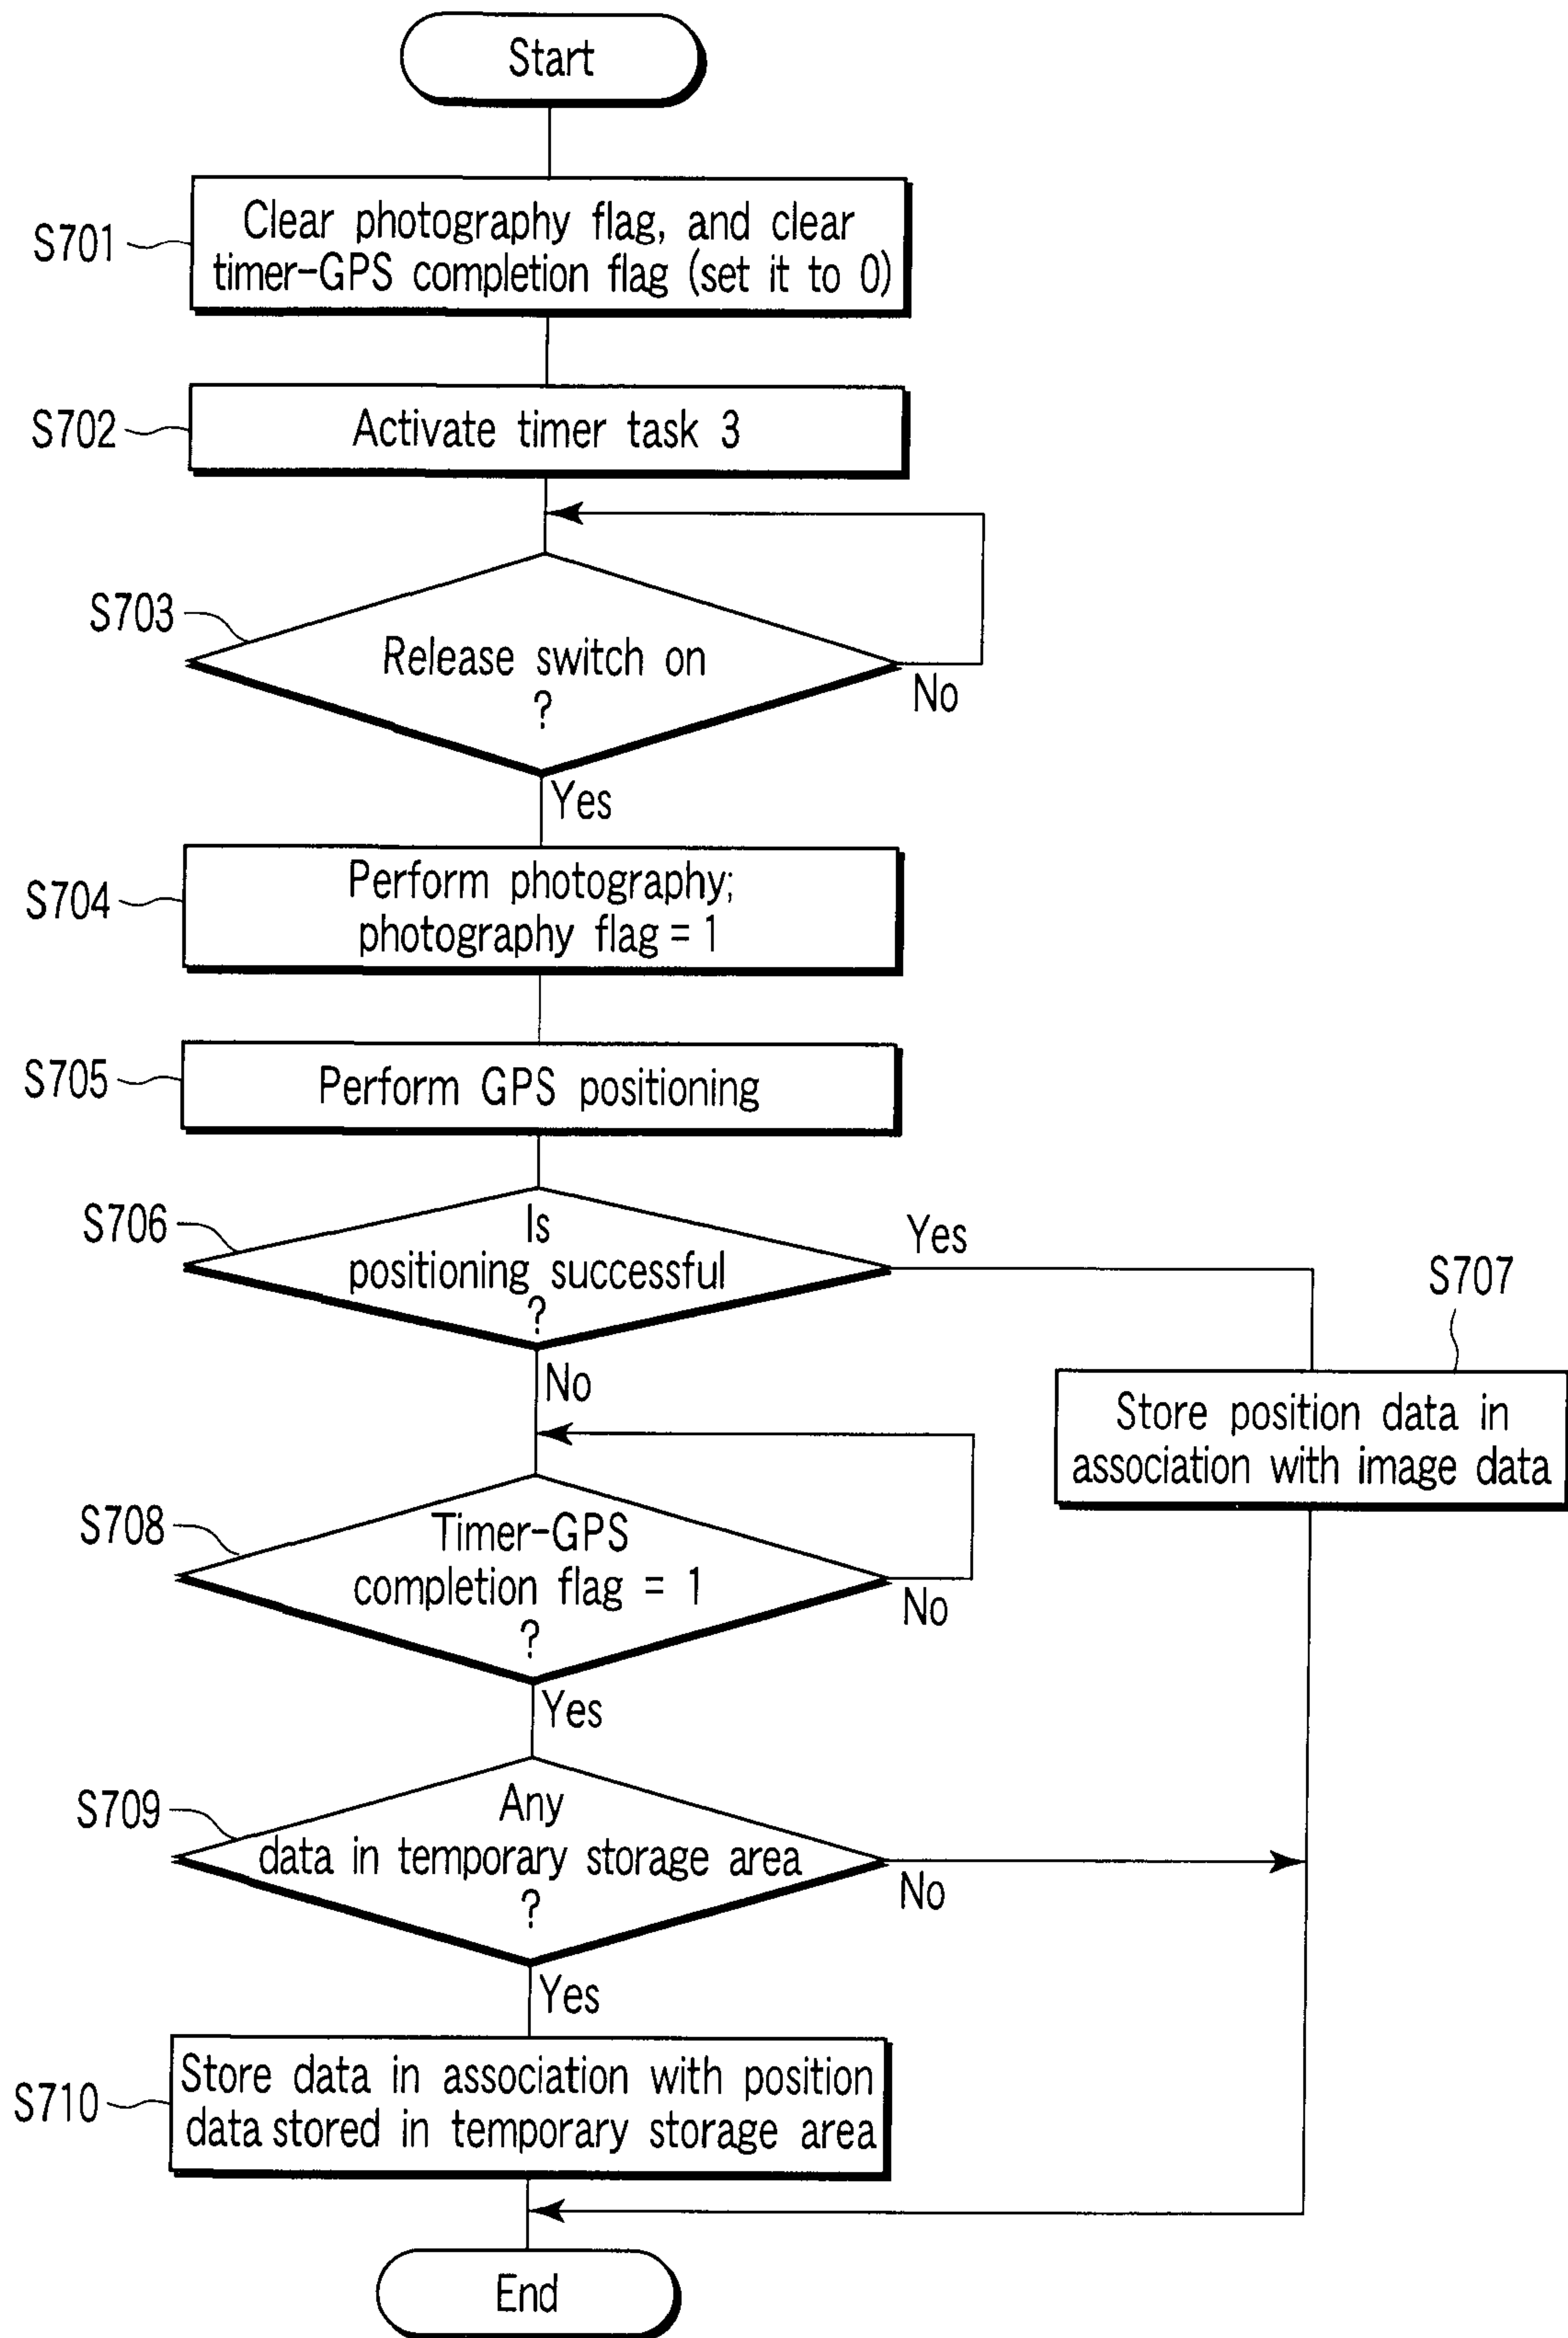 Start
S701
Clear photography flag, and clear
timer-GPS completion flag (set it to 0)
S702
Activate timer task 3
S703
Release switch on
?
No
Yes
S704
Perform photography;
photography flag = 1
S705
Perform GPS positioning
S706
Is
positioning successful
?
Yes
No
S707
Store position data in
association with image data
S708
Timer-GPS
completion flag = 1
?
No
Yes
S709
Any
data in temporary storage area
?
No
Yes
S710
Store data in association with position
data stored in temporary storage area
End